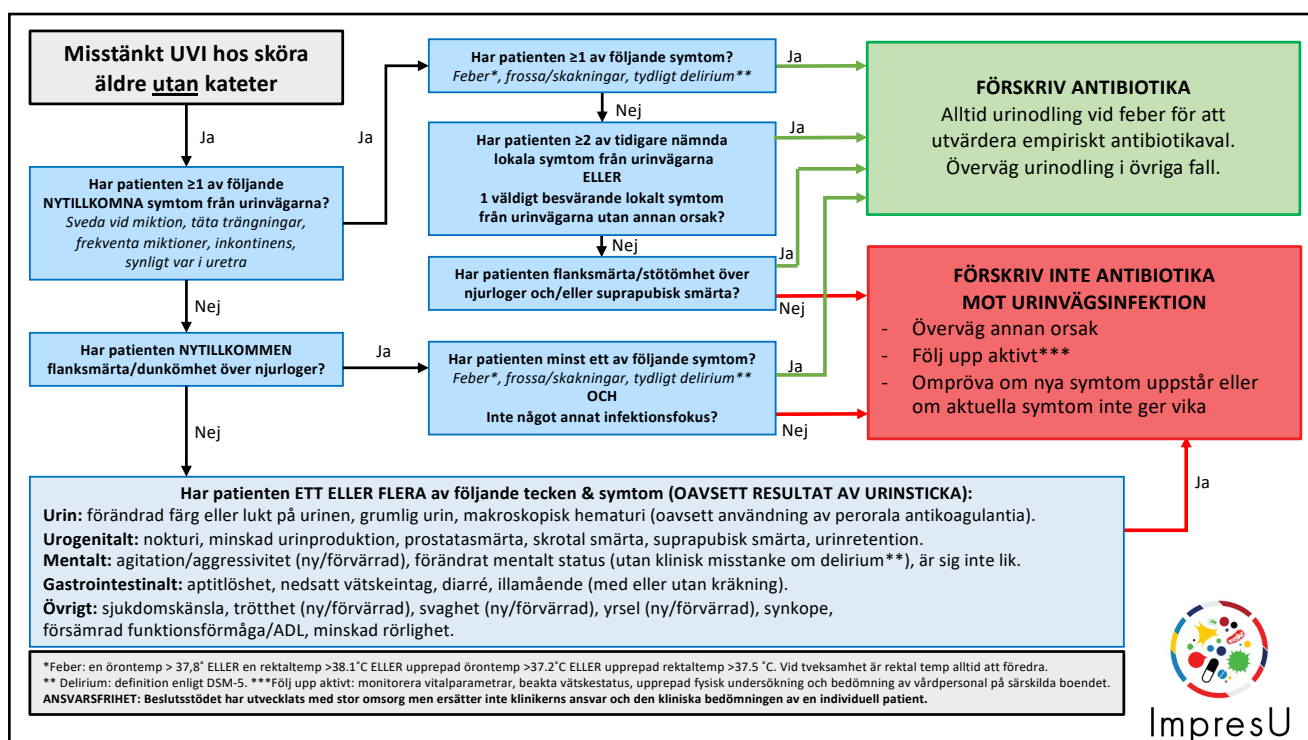 Misstänkt UVI hos sköra
äldre utan kateter
Ja
Har patienten ≥1 av följande
NYTILLKOMNA symtom från urinvägarna?
Sveda vid miktion, täta trängningar,
frekventa miktioner, inkontinens,
synligt var i uretra
Ja
Har patienten ≥1 av följande symtom?
Feber*, frossa/skakningar, tydligt delirium**
Ja
Nej
Har patienten ≥2 av tidigare nämnda
lokala symtom från urinvägarna
ELLER
1 väldigt besvärande lokalt symtom
från urinvägarna utan annan orsak?
Ja
Nej
Har patienten flanksmärta/stötömhet över
njurloger och/eller suprapubisk smärta?
Ja
Nej
Nej
Har patienten NYTILLKOMMEN
flanksmärta/dunkömhet över njurloger?
Ja
Har patienten minst ett av följande symtom?
Feber*, frossa/skakningar, tydligt delirium**
OCH
Inte något annat infektionsfokus?
Ja
Nej
FÖRSKRIV ANTIBIOTIKA
Alltid urinodling vid feber för att
utvärdera empiriskt antibiotikaval.
Överväg urinodling i övriga fall.
FÖRSKRIV INTE ANTIBIOTIKA
MOT URINVÄGSINFEKTION
- Överväg annan orsak
- Följ upp aktivt***
- Ompröva om nya symtom uppstår eller
om aktuella symtom inte ger vika
Nej
Har patienten ETT ELLER FLERA av följande tecken & symtom (OAVSETT RESULTAT AV URINSTICKA):
Urin: förändrad färg eller lukt på urinen, grumlig urin, makroskopisk hematuri (oavsett användning av perorala antikoagulantia).
Urogenitalt: nokturi, minskad urinproduktion, prostatasmärta, skrotal smärta, suprapubisk smärta, urinretention.
Mentalt: agitation/aggressivitet (ny/förvärrad), förändrat mentalt status (utan klinisk misstanke om delirium**), är sig inte lik.
Gastrointestinalt: aptitlöshet, nedsatt vätskeintag, diarré, illamående (med eller utan kräkning).
Övrigt: sjukdomskänsla, trötthet (ny/förvärrad), svaghet (ny/förvärrad), yrsel (ny/förvärrad), synkope,
försämrad funktionsförmåga/ADL, minskad rörlighet.
Ja
*Feber: en örontemp > 37,8˚ ELLER en rektaltemp >38.1˚C ELLER upprepad örontemp >37.2˚C ELLER upprepad rektaltemp >37.5 ˚C. Vid tveksamhet är rektal temp alltid att föredra.
** Delirium: definition enligt DSM-5. ***Följ upp aktivt: monitorera vitalparametrar, beakta vätskestatus, upprepad fysisk undersökning och bedömning av vårdpersonal på särskilda boendet.
ANSVARSFRIHET: Beslutsstödet har utvecklats med stor omsorg men ersätter inte klinikerns ansvar och den kliniska bedömningen av en individuell patient.
ImpresU